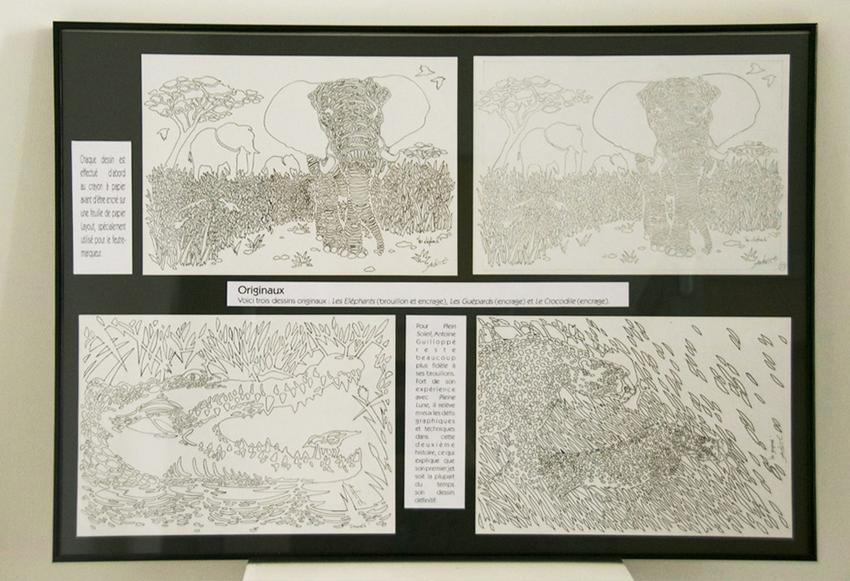 Chaque dessin est
effectué d'abord
au crayon à papier
avant d'être encré sur
une feuille de papier
Layout, spécialement
utilisé pour le feutre-
marqueur.
Originaux
Voici trois dessins originaux : Les Eléphants (brouillon et encrage), Les Guépards (encrage) et Le Crocodile (encrage).
Pour Plein
Soleil, Antoine
Guilloppé
reste
beaucoup
plus fidèle à
ses brouillons.
Fort de son
expérience
avec Pleine
Lune, il relève
mieux les défis
graphiques
et techniques
dans cette
deuxième
histoire, ce qui
explique que
son premier jet
soit la plupart
du temps
son dessin
définitif.